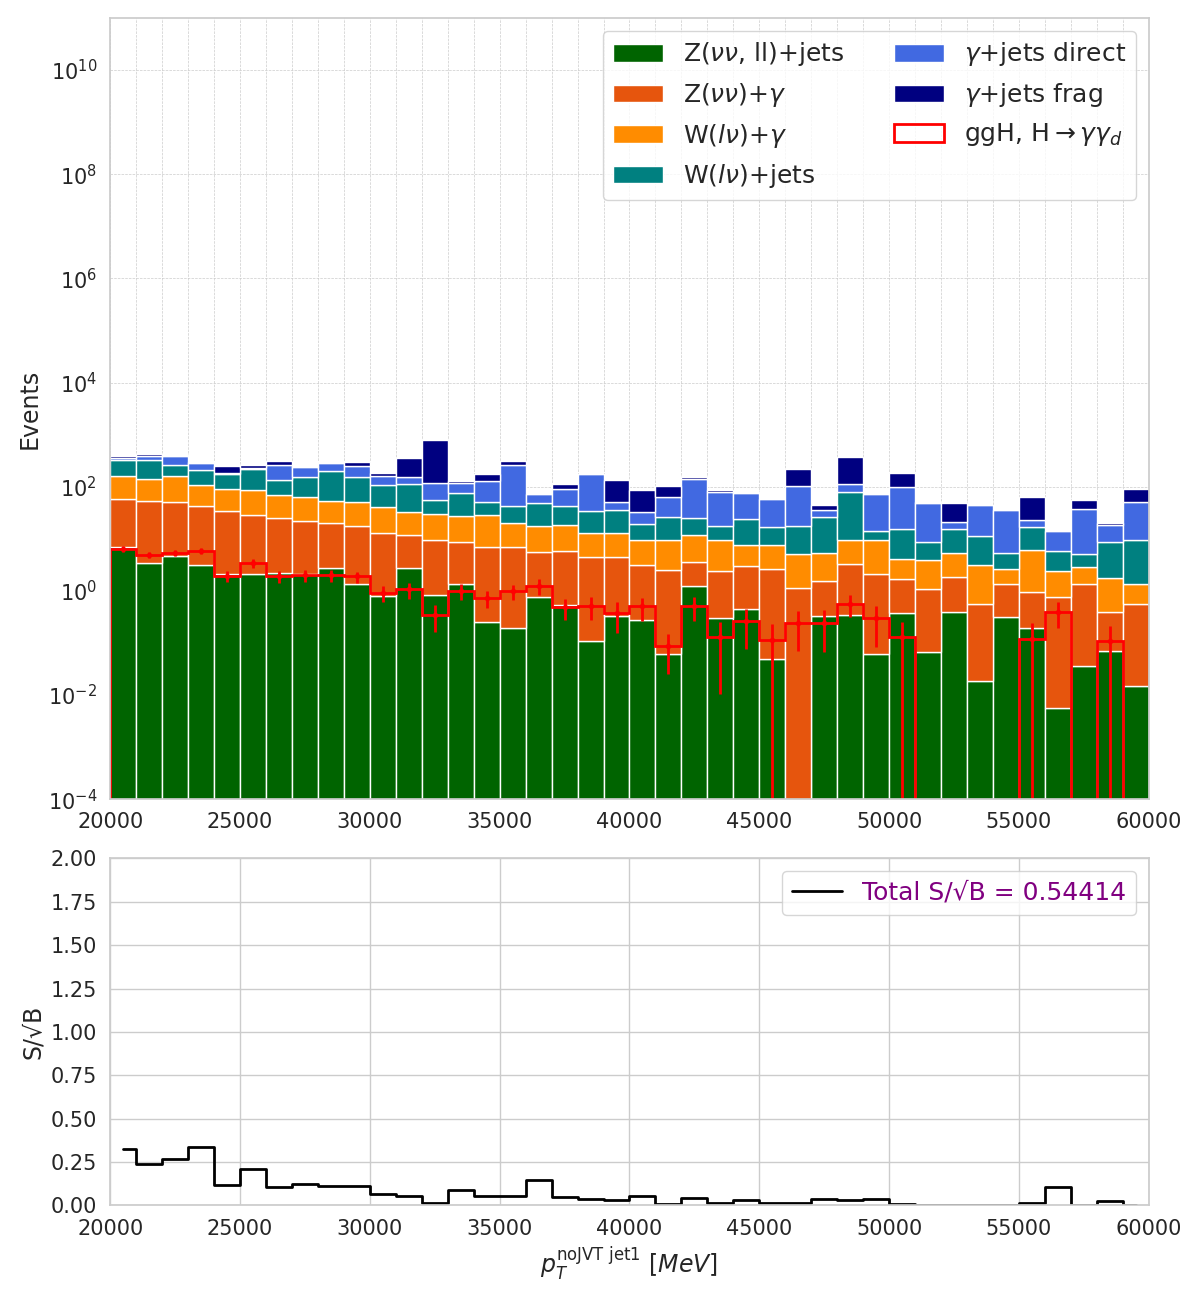 Z(νν, ll)+jets
Z(νν)+γ
W(lν)+γ
W(lν)+jets
γ+jets direct
γ+jets frag
ggH, H→γγ_d
Events
10^10
10^8
10^6
10^4
10^2
10^0
10^−2
10^−4
20000 25000 30000 35000 40000 45000 50000 55000 60000
Total S/√B = 0.54414
S/√B
2.00
1.75
1.50
1.25
1.00
0.75
0.50
0.25
0.00
20000 25000 30000 35000 40000 45000 50000 55000 60000
p_T^noJVT jet1 [MeV]